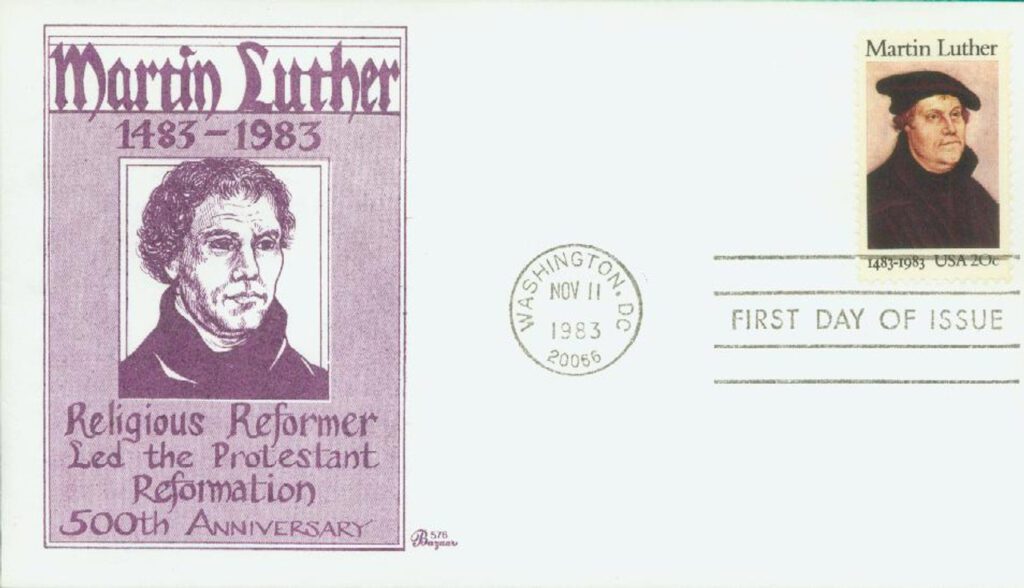 Martin Luther
1483-1983
Religious Reformer
Led the Protestant
Reformation
500th ANNIVERSARY
576
Bazaar
WASHINGTON, DC
NOV 11
1983
20066
Martin Luther
1483-1983 USA 20c
FIRST DAY OF ISSUE